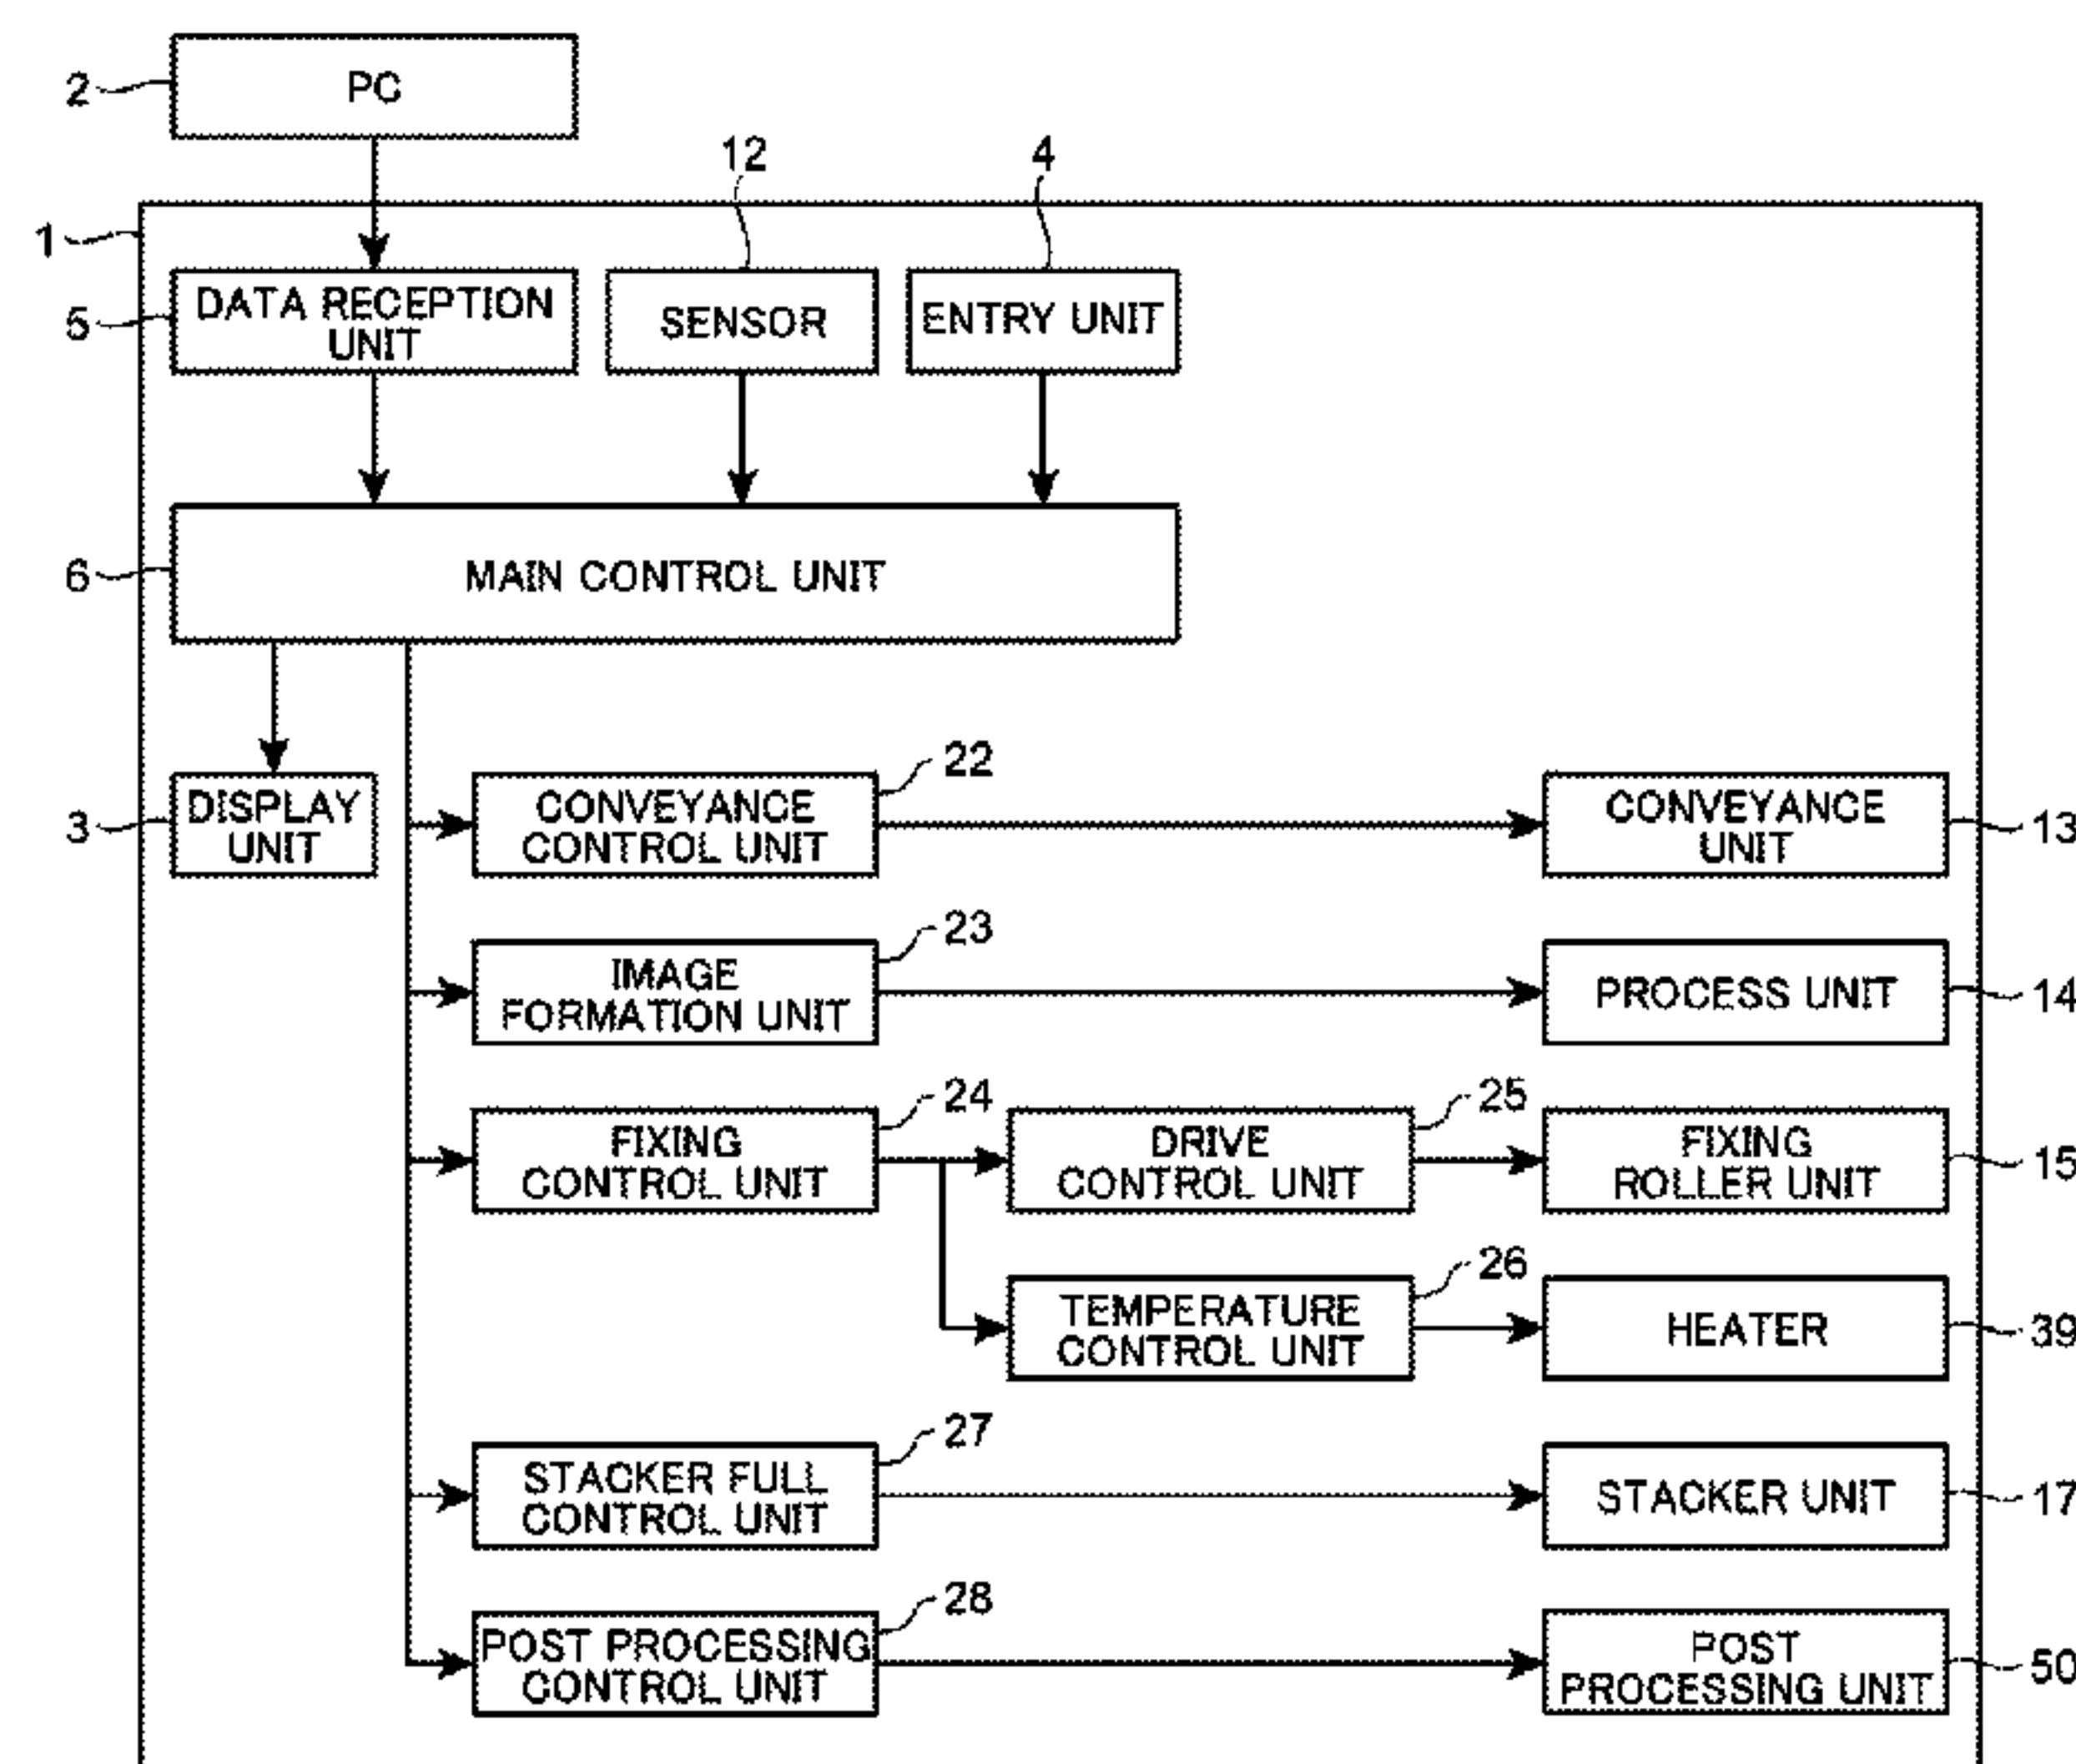 2
PC
12
4
1
5
DATA RECEPTION
UNIT
SENSOR
ENTRY UNIT
6
MAIN CONTROL UNIT
3
DISPLAY
UNIT
22
CONVEYANCE
CONTROL UNIT
CONVEYANCE
UNIT
13
23
IMAGE
FORMATION UNIT
PROCESS UNIT
14
24
FIXING
CONTROL UNIT
25
DRIVE
CONTROL UNIT
FIXING
ROLLER UNIT
15
26
TEMPERATURE
CONTROL UNIT
HEATER
39
27
STACKER FULL
CONTROL UNIT
STACKER UNIT
17
28
POST PROCESSING
CONTROL UNIT
POST
PROCESSING UNIT
50